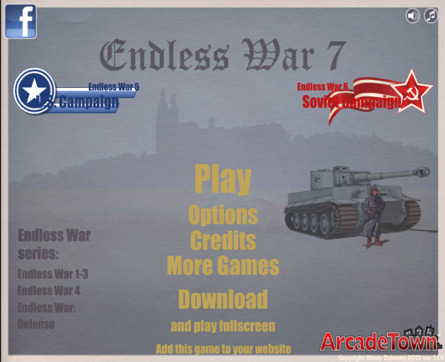 Endless War 7
Endless War 5
Campaign
Endless War 6
Soviet Campaign
Play
Options
Credits
More Games
Download
and play fullscreen
Add this game to your website
Endless War
series:
Endless War 1-3
Endless War 4
Endless War:
Defense
ArcadeTown